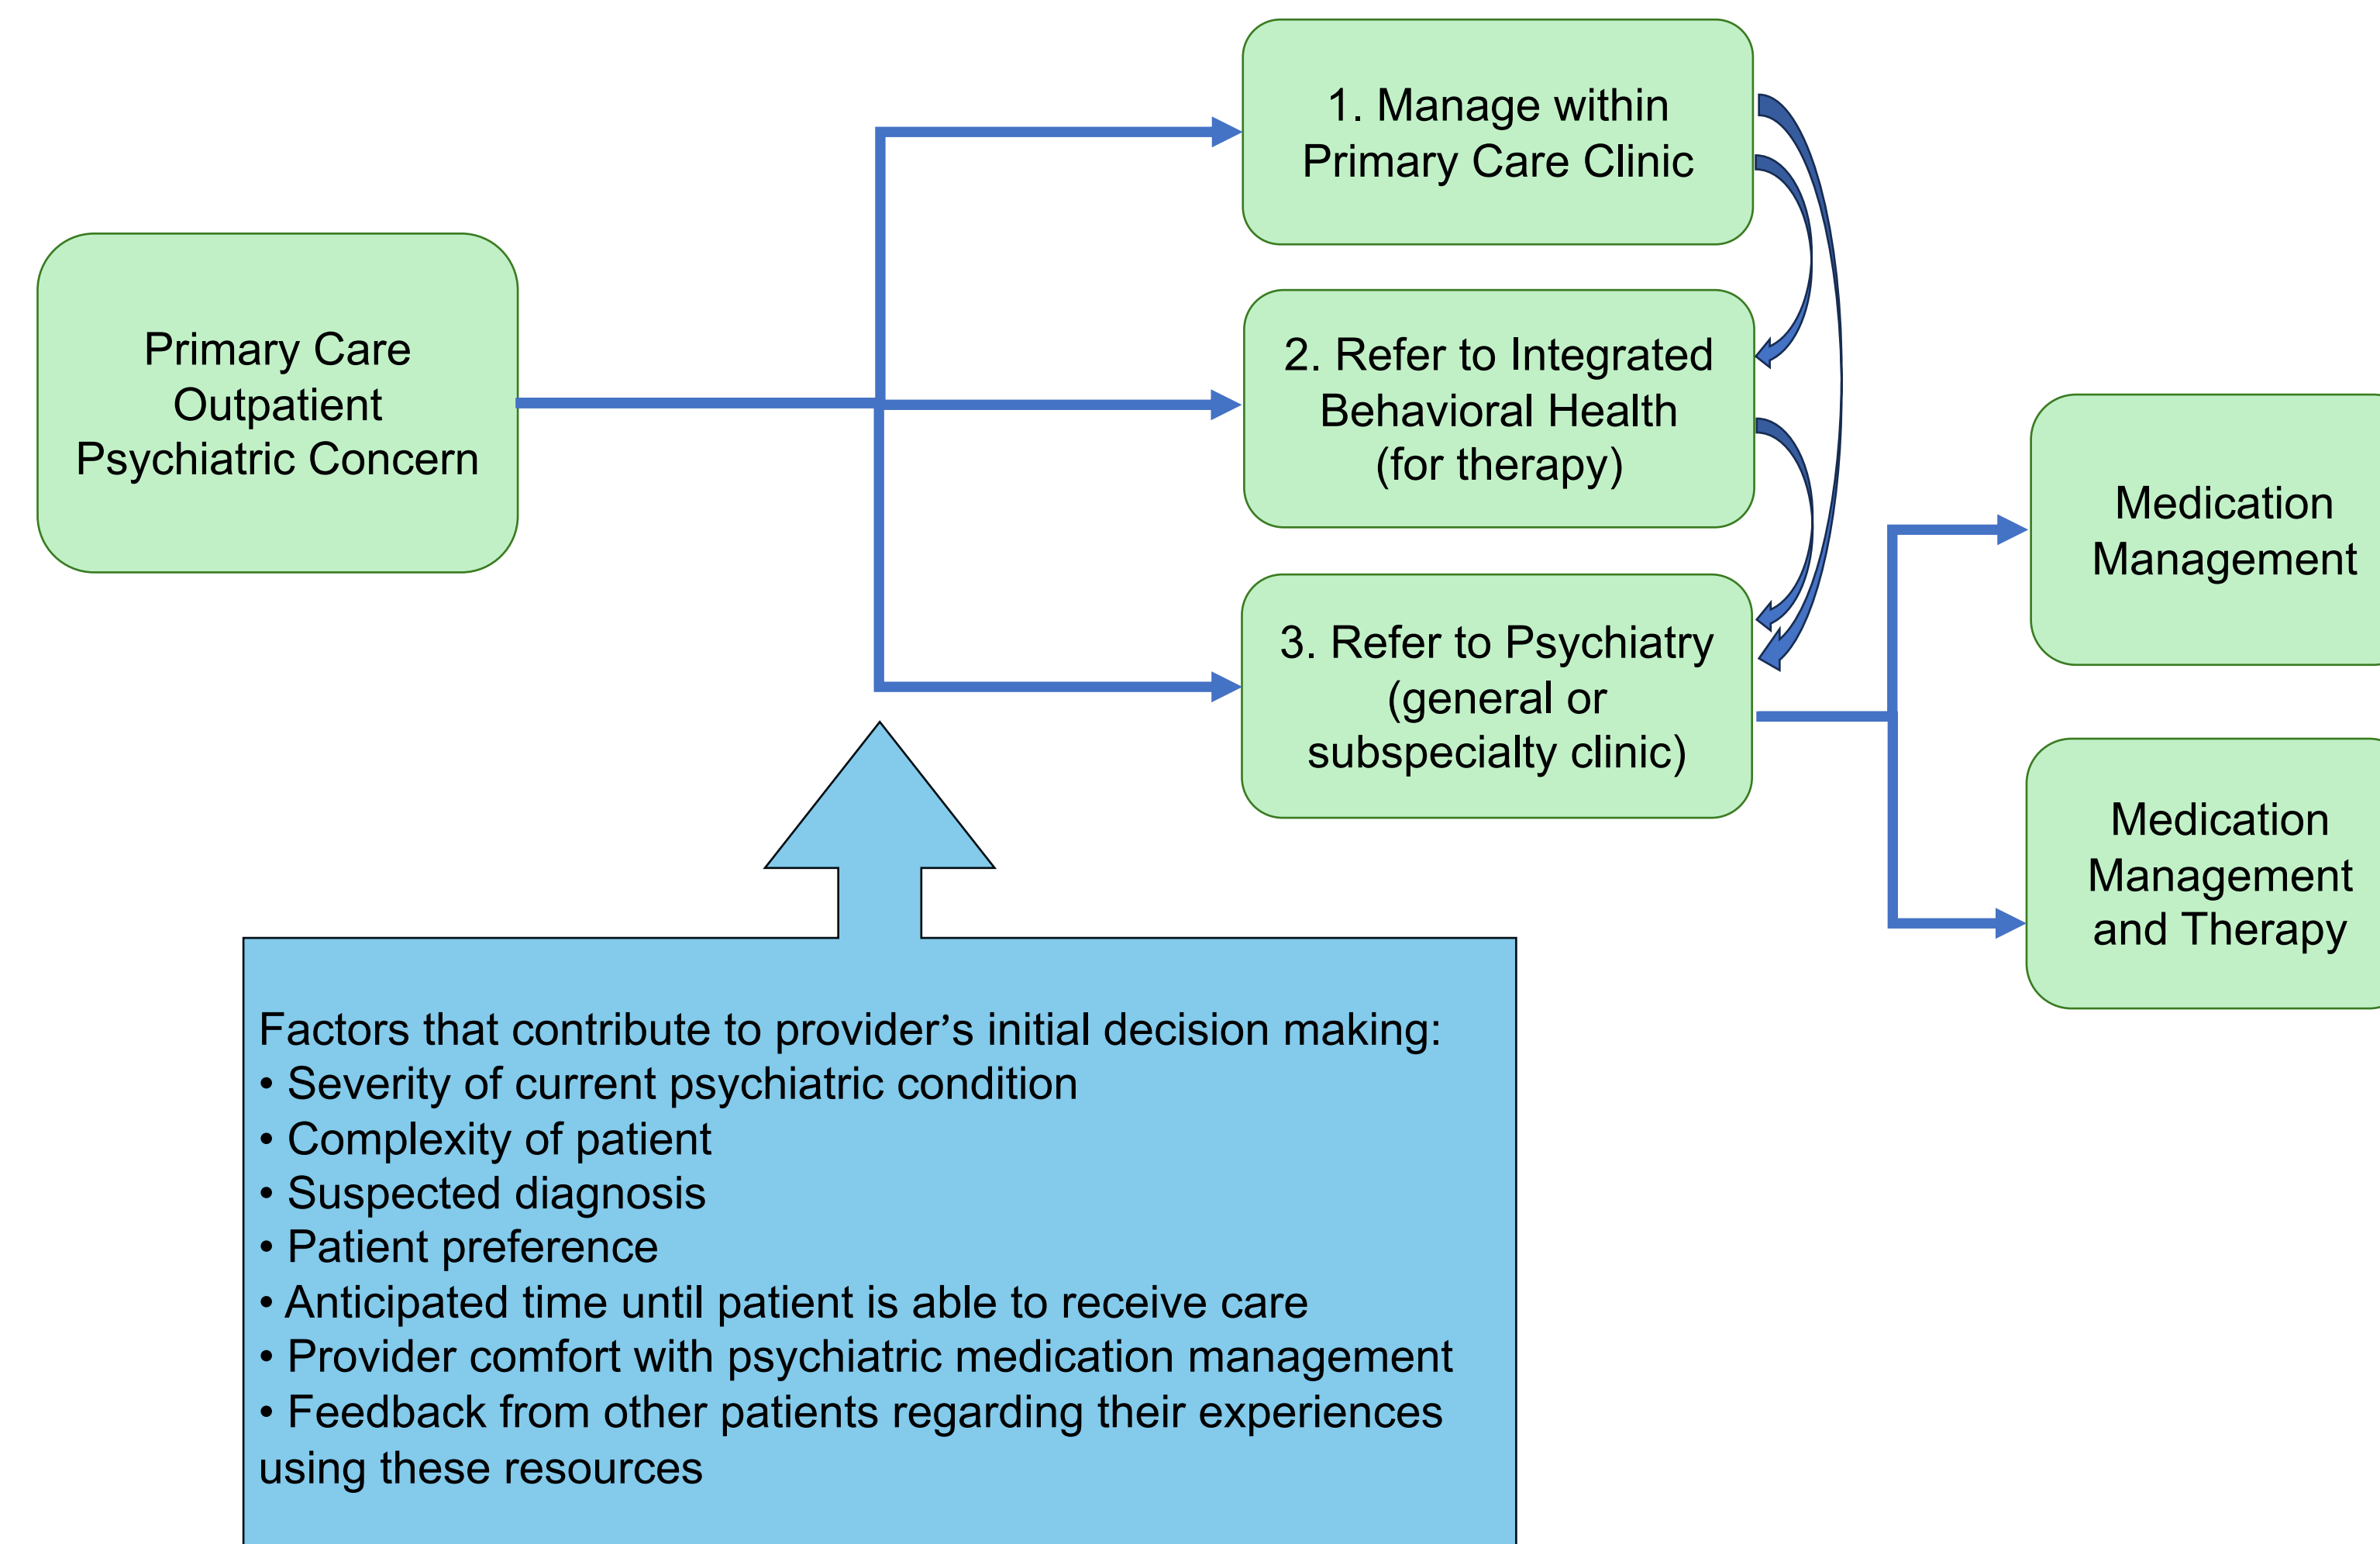 Primary Care
Outpatient
Psychiatric Concern
1. Manage within
Primary Care Clinic
2. Refer to Integrated
Behavioral Health
(for therapy)
3. Refer to Psychiatry
(general or
subspecialty clinic)
Medication
Management
Medication
Management
and Therapy
Factors that contribute to provider’s initial decision making:
• Severity of current psychiatric condition
• Complexity of patient
• Suspected diagnosis
• Patient preference
• Anticipated time until patient is able to receive care
• Provider comfort with psychiatric medication management
• Feedback from other patients regarding their experiences
using these resources